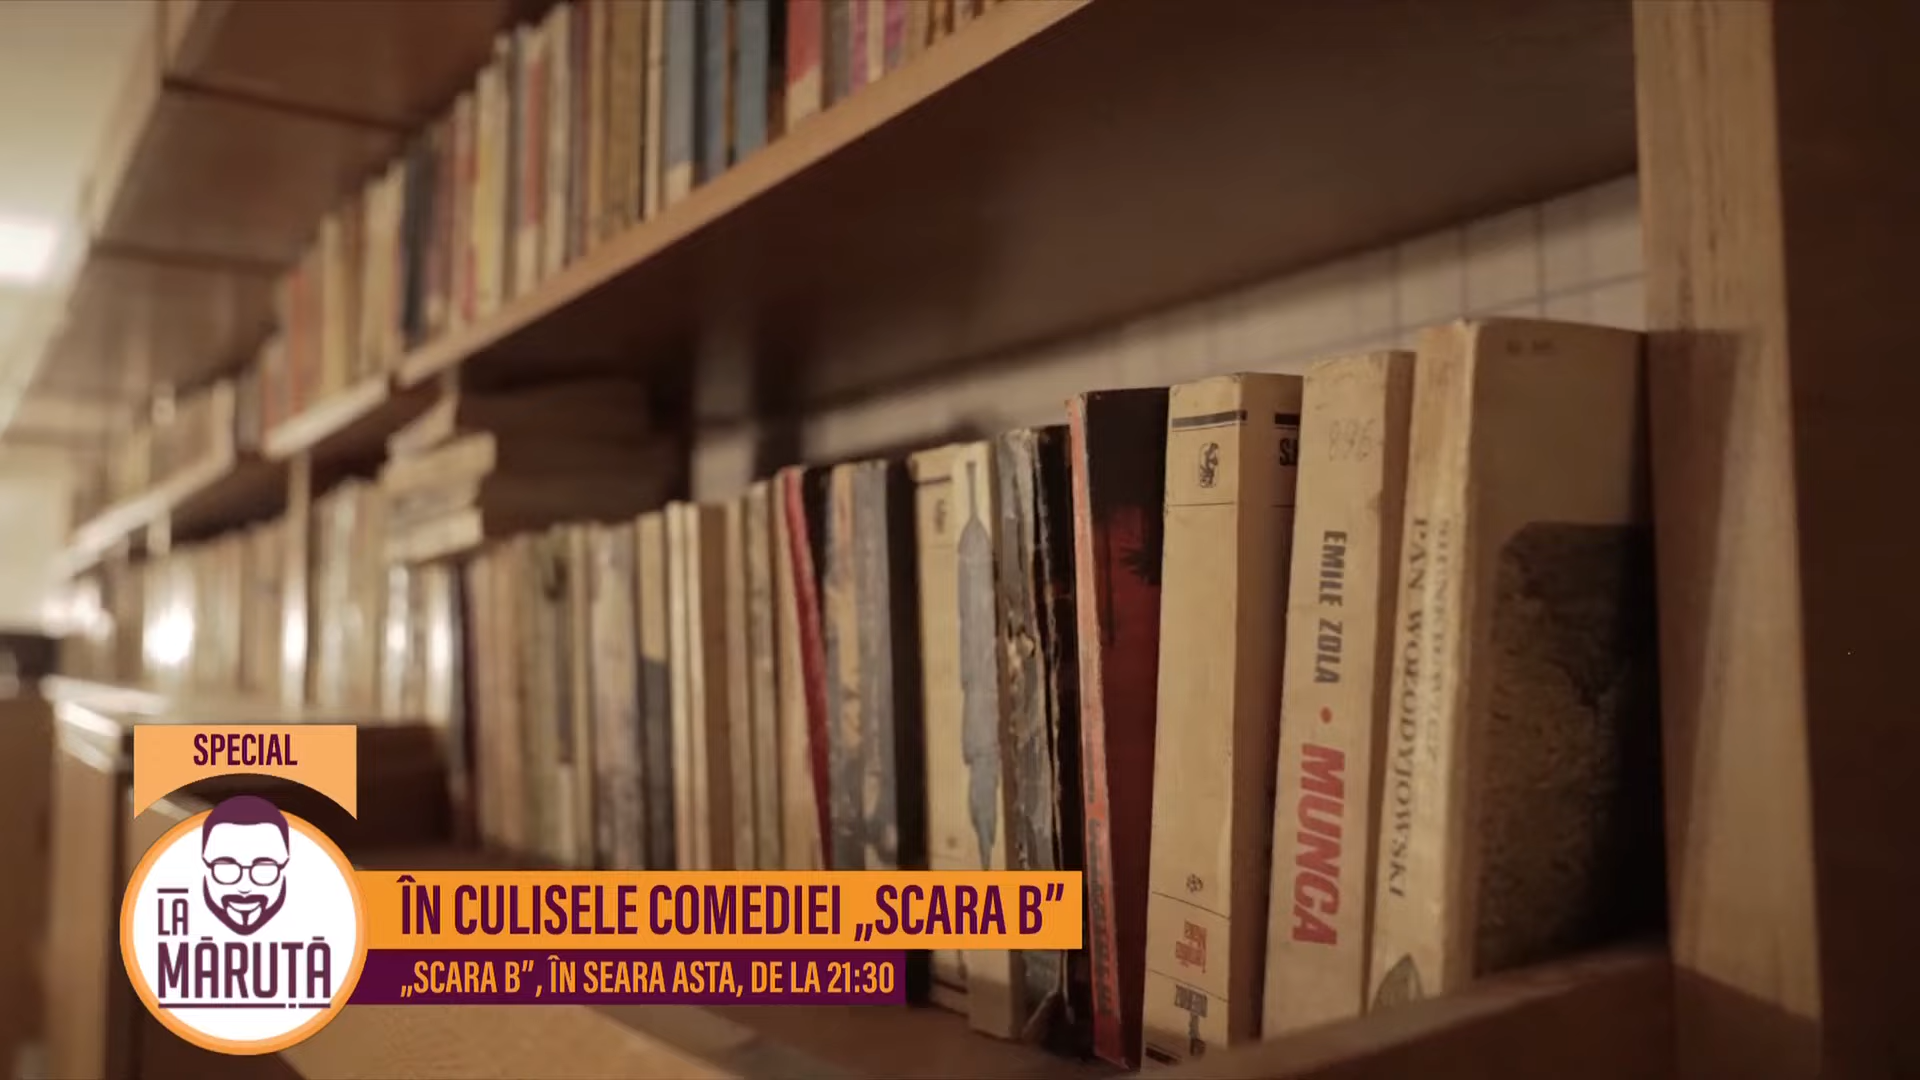 896
EMILE ZOLA • MUNCA
PAN WOŁODYJOWSKI
SPECIAL
LA
MĂRUȚĂ
ÎN CULISELE COMEDIEI „SCARA B”
„SCARA B”, ÎN SEARA ASTA, DE LA 21:30